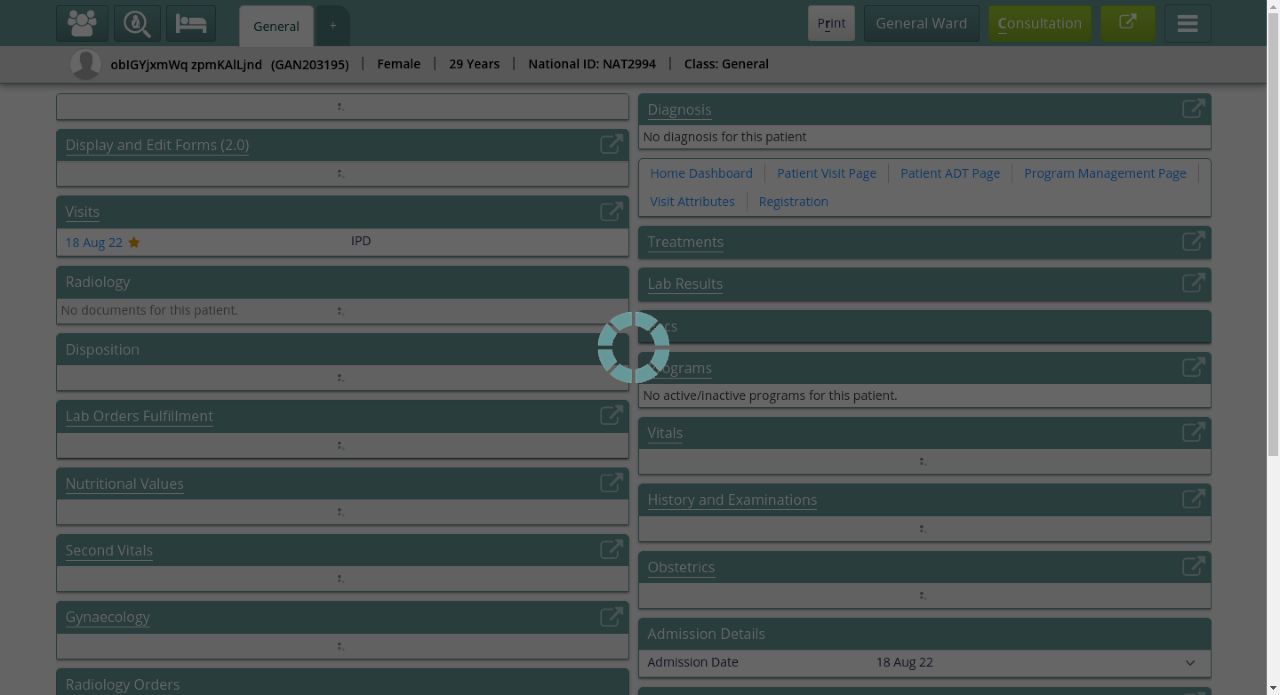 General
+
Print
General Ward
Consultation
obIGYjxmWq zpmKAlLjnd (GAN203195) | Female | 29 Years | National ID: NAT2994 | Class: General
Display and Edit Forms (2.0)
Visits
18 Aug 22 IPD
Radiology
No documents for this patient.
Disposition
Lab Orders Fulfillment
Nutritional Values
Second Vitals
Gynaecology
Radiology Orders
Diagnosis
No diagnosis for this patient
Home Dashboard | Patient Visit Page | Patient ADT Page | Program Management Page |
Visit Attributes | Registration
Treatments
Lab Results
No active/inactive programs for this patient.
Vitals
History and Examinations
Obstetrics
Admission Details
Admission Date 18 Aug 22